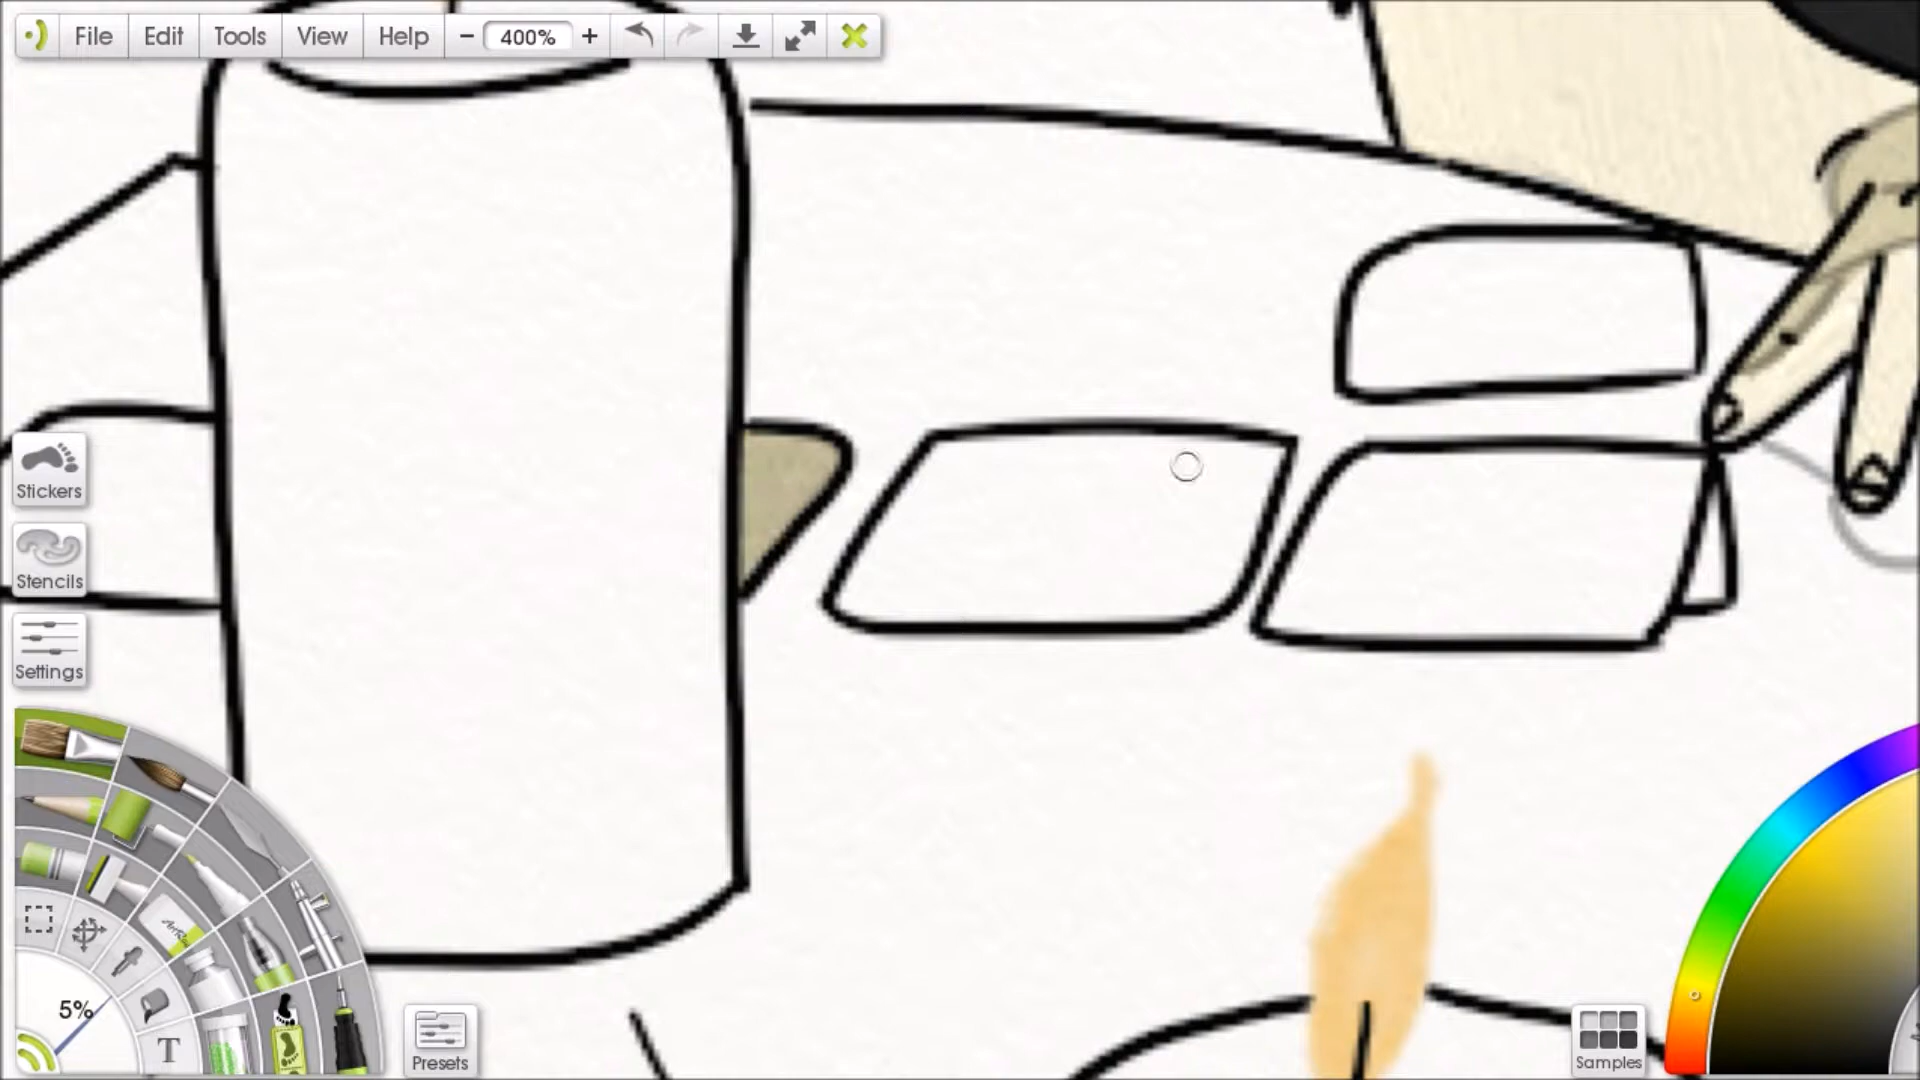 File Edit Tools View Help − 400% +
Stickers
Stencils
Settings
5%
T
Presets
Samples